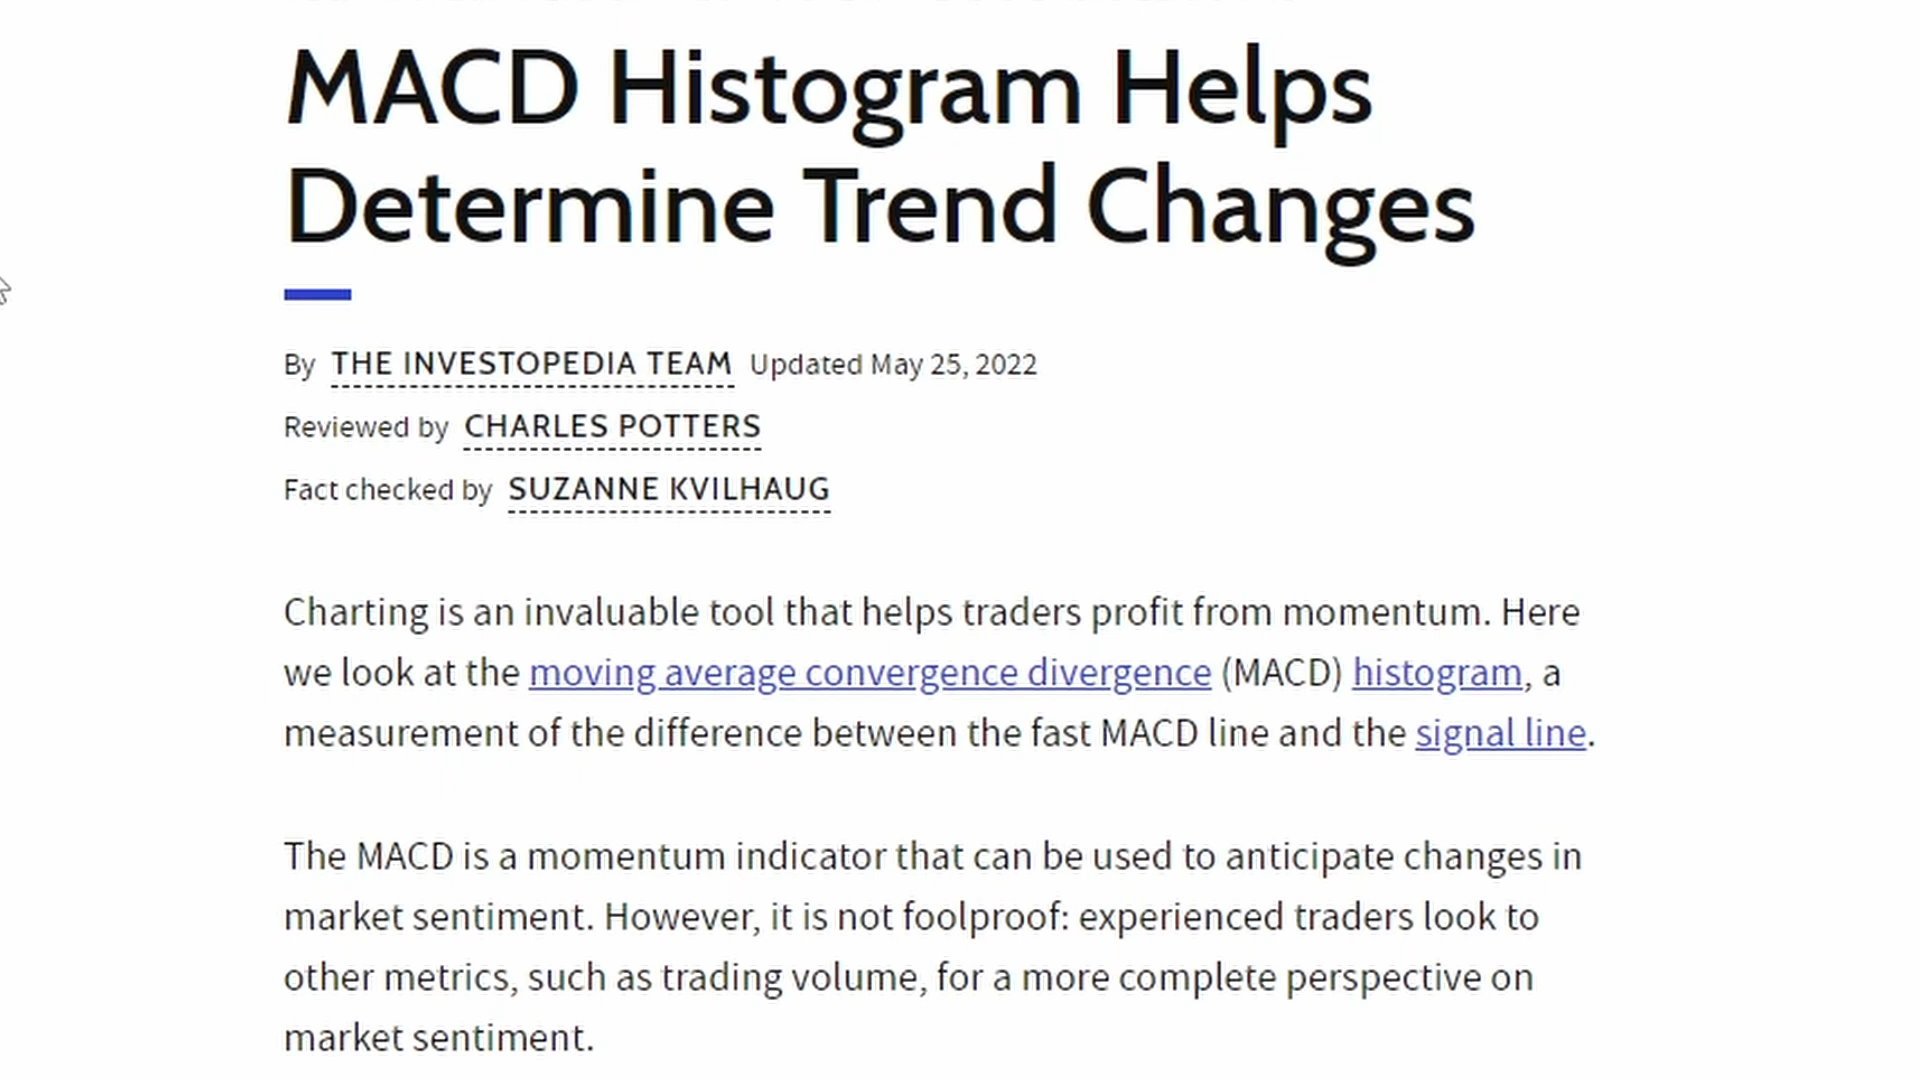 MACD Histogram Helps
Determine Trend Changes
By THE INVESTOPEDIA TEAM Updated May 25, 2022
Reviewed by CHARLES POTTERS
Fact checked by SUZANNE KVILHAUG
Charting is an invaluable tool that helps traders profit from momentum. Here
we look at the moving average convergence divergence (MACD) histogram, a
measurement of the difference between the fast MACD line and the signal line.
The MACD is a momentum indicator that can be used to anticipate changes in
market sentiment. However, it is not foolproof: experienced traders look to
other metrics, such as trading volume, for a more complete perspective on
market sentiment.